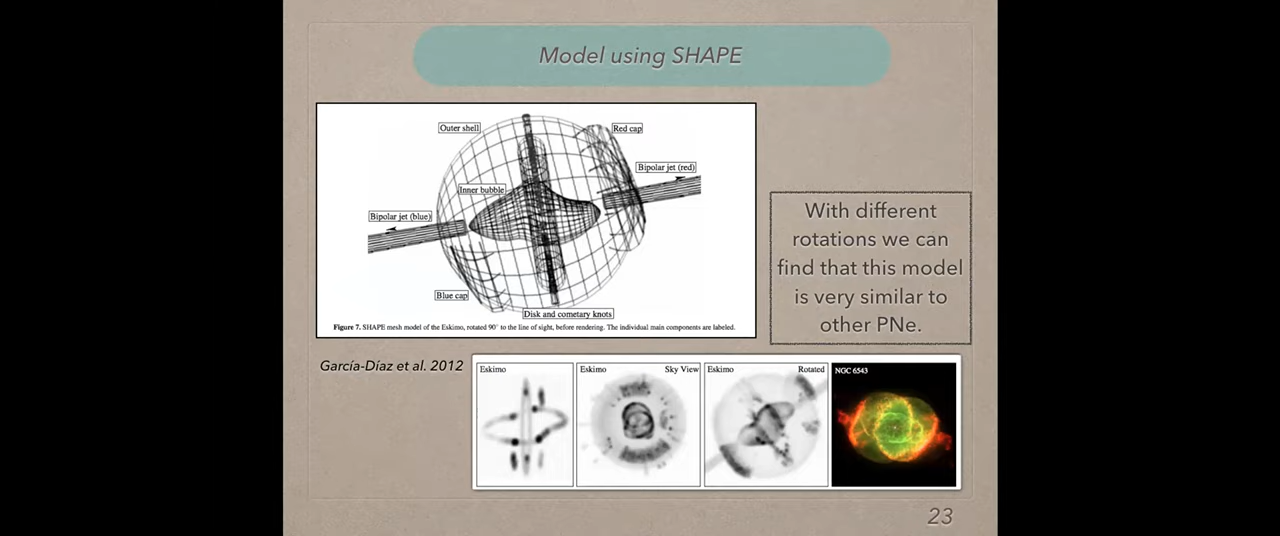 Model using SHAPE
Outer shell
Red cap
Bipolar jet (red)
Inner bubble
Bipolar jet (blue)
Blue cap
Disk and cometary knots
Figure 7. SHAPE mesh model of the Eskimo, rotated 90° to the line of sight, before rendering. The individual main components are labeled.
With different
rotations we can
find that this model
is very similar to
other PNe.
García-Díaz et al. 2012
Eskimo
Eskimo Sky View
Eskimo Rotated
NGC 6543
23